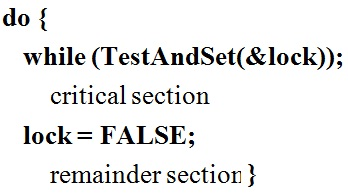 do {
while (TestAndSet(&lock));
critical section
lock = FALSE;
remainder section }